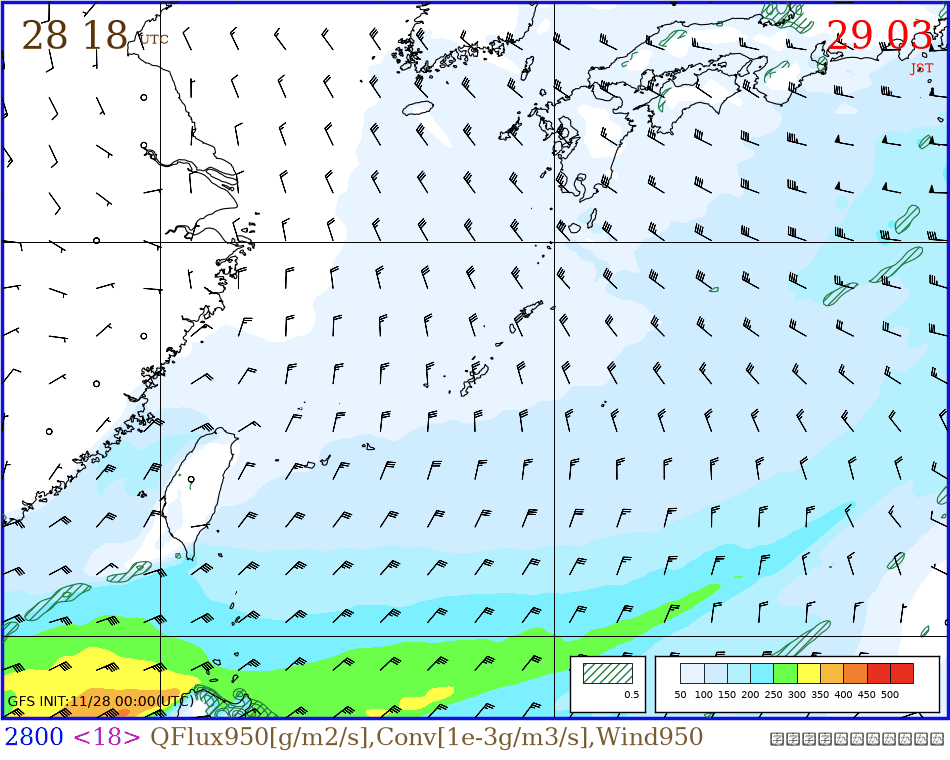 28 18 UTC
29 03
JST
0.5
50 100 150 200 250 300 350 400 450 500
GFS INIT:11/28 00:00(UTC)
2800 <18> QFlux950[g/m2/s],Conv[1e-3g/m3/s],Wind950